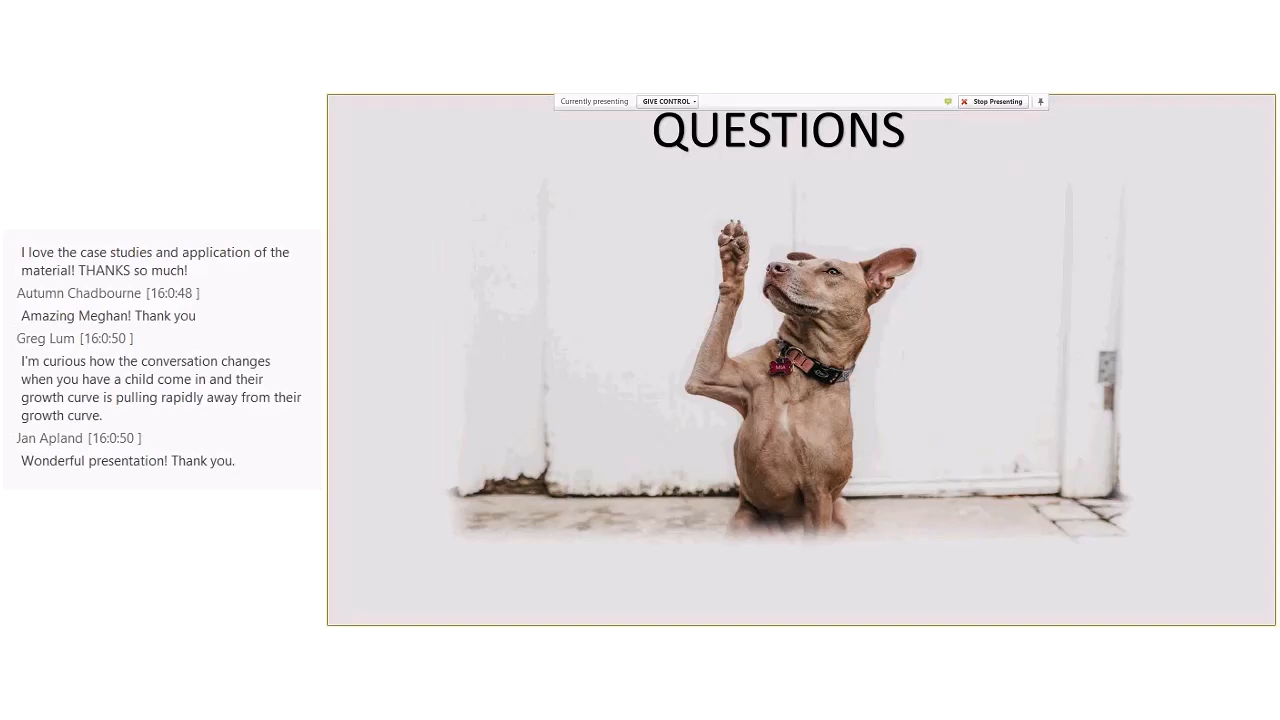 I love the case studies and application of the
material! THANKS so much!
Autumn Chadbourne [16:0:48 ]
Amazing Meghan! Thank you
Greg Lum [16:0:50 ]
I'm curious how the conversation changes
when you have a child come in and their
growth curve is pulling rapidly away from their
growth curve.
Jan Apland [16:0:50 ]
Wonderful presentation! Thank you.
Currently presenting
GIVE CONTROL
Stop Presenting
QUESTIONS
MIA